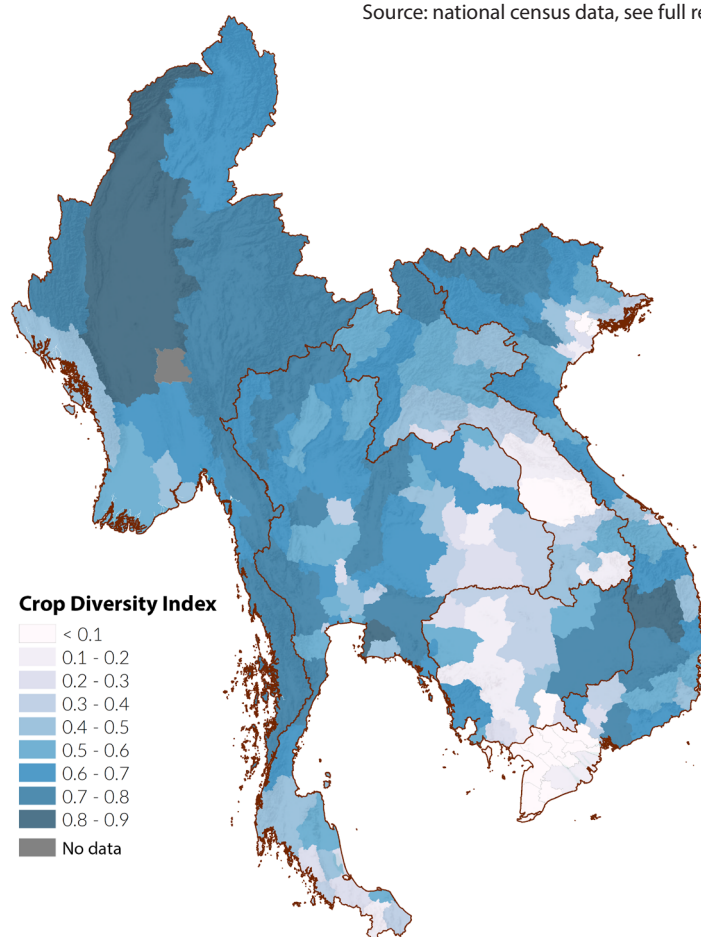 Source: national census data, see full re
Crop Diversity Index
< 0.1
0.1 - 0.2
0.2 - 0.3
0.3 - 0.4
0.4 - 0.5
0.5 - 0.6
0.6 - 0.7
0.7 - 0.8
0.8 - 0.9
No data